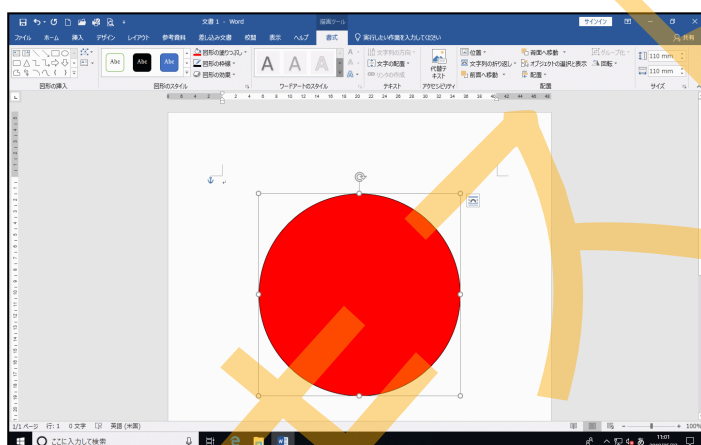 文書 1 - Word
描画ツール
サインイン
ファイル ホーム 挿入 デザイン レイアウト 参考資料 差し込み文書 校閲 表示 ヘルプ 書式 実行したい作業を入力してください 共有
Abc Abc Abc
図形の塗りつぶし
図形の枠線
図形の効果
A A A
文字列の方向
文字の配置
リンクの作成
代替テ
キスト
位置
文字列の折り返し
前面へ移動
背面へ移動
オブジェクトの選択と表示
配置
グループ化
回転
110 mm
110 mm
図形の挿入 図形のスタイル ワードアートのスタイル テキスト アクセシビリティ 配置 サイズ
1/1 ページ 行: 1 0 文字 英語 (米国) 100%
ここに入力して検索
あ 11:01